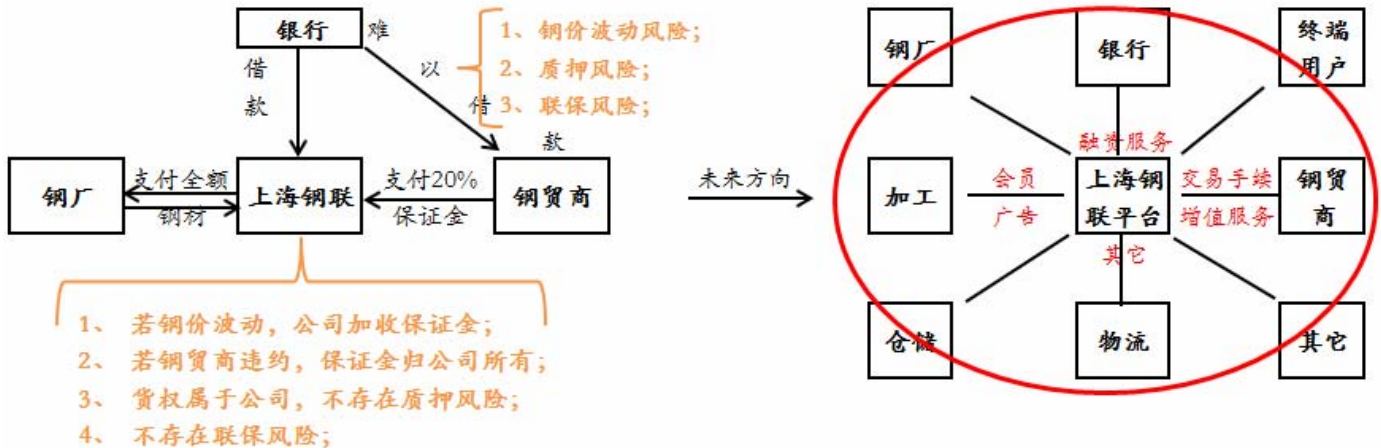 银行
难
以
借
款
借
款
1、钢价波动风险；
2、质押风险；
3、联保风险；
钢厂
支付全额
钢材
上海钢联
支付20%
保证金
钢贸商
1、 若钢价波动，公司加收保证金；
2、 若钢贸商违约，保证金归公司所有；
3、 货权属于公司，不存在质押风险；
4、 不存在联保风险；
未来方向
钢厂
银行
终端
用户
融资服务
加工
会员
广告
上海钢
联平台
交易手续
增值服务
钢贸
商
其它
仓储
物流
其它